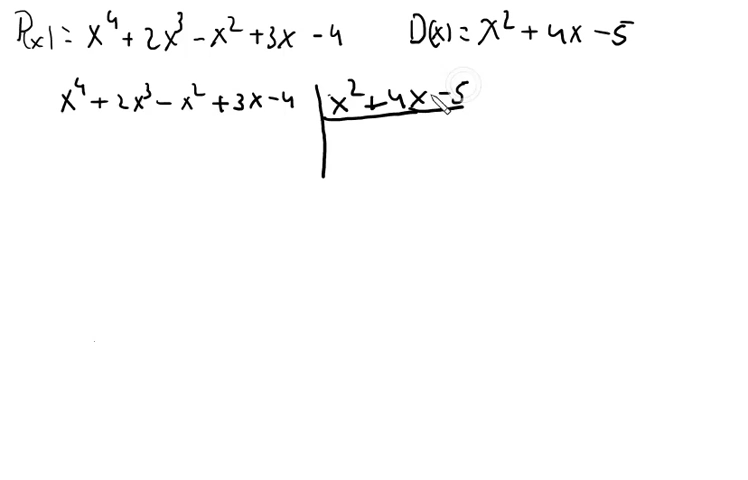 P(x) = x⁴ + 2x³ - x² + 3x - 4    D(x) = x² + 4x - 5
x⁴ + 2x³ - x² + 3x - 4 | x² + 4x - 5